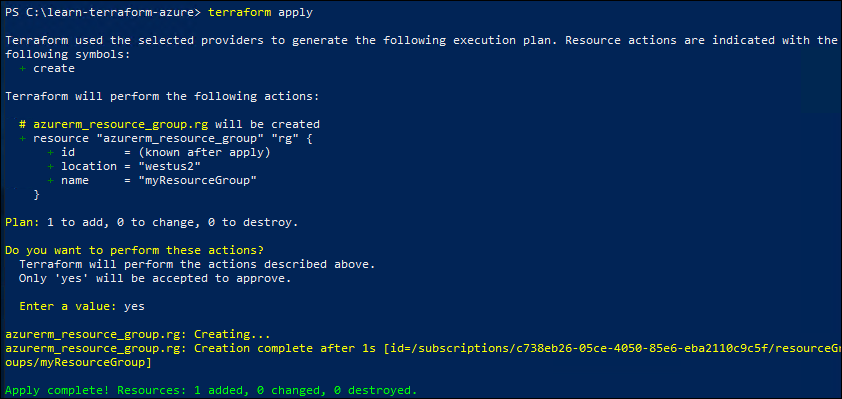 PS C:\learn-terraform-azure> terraform apply
Terraform used the selected providers to generate the following execution plan. Resource actions are indicated with the
following symbols:
+ create
Terraform will perform the following actions:
# azurerm_resource_group.rg will be created
+ resource "azurerm_resource_group" "rg" {
+ id       = (known after apply)
+ location = "westus2"
+ name     = "myResourceGroup"
}
Plan: 1 to add, 0 to change, 0 to destroy.
Do you want to perform these actions?
Terraform will perform the actions described above.
Only 'yes' will be accepted to approve.
Enter a value: yes
azurerm_resource_group.rg: Creating...
azurerm_resource_group.rg: Creation complete after 1s [id=/subscriptions/c738eb26-05ce-4050-85e6-eba2110c9c5f/resourceGr
oups/myResourceGroup]
Apply complete! Resources: 1 added, 0 changed, 0 destroyed.